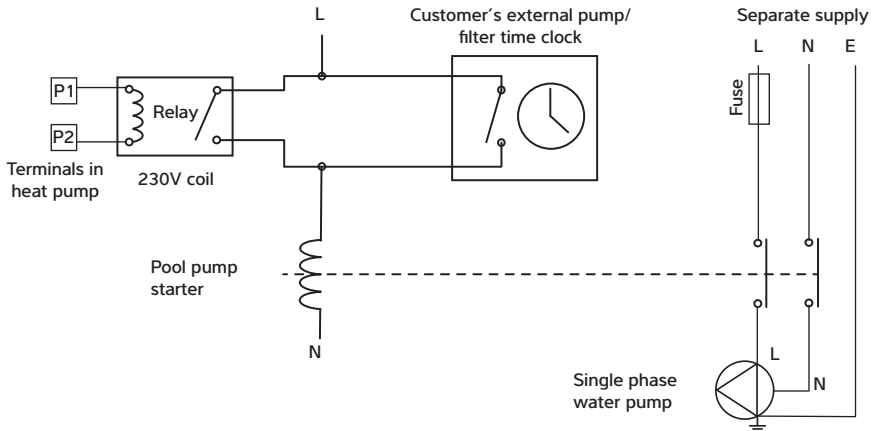 L
Customer's external pump/
filter time clock
Separate supply
L N E
P1
Relay
Fuse
P2
Terminals in
heat pump
230V coil
Pool pump
starter
N
L
Single phase
water pump
N